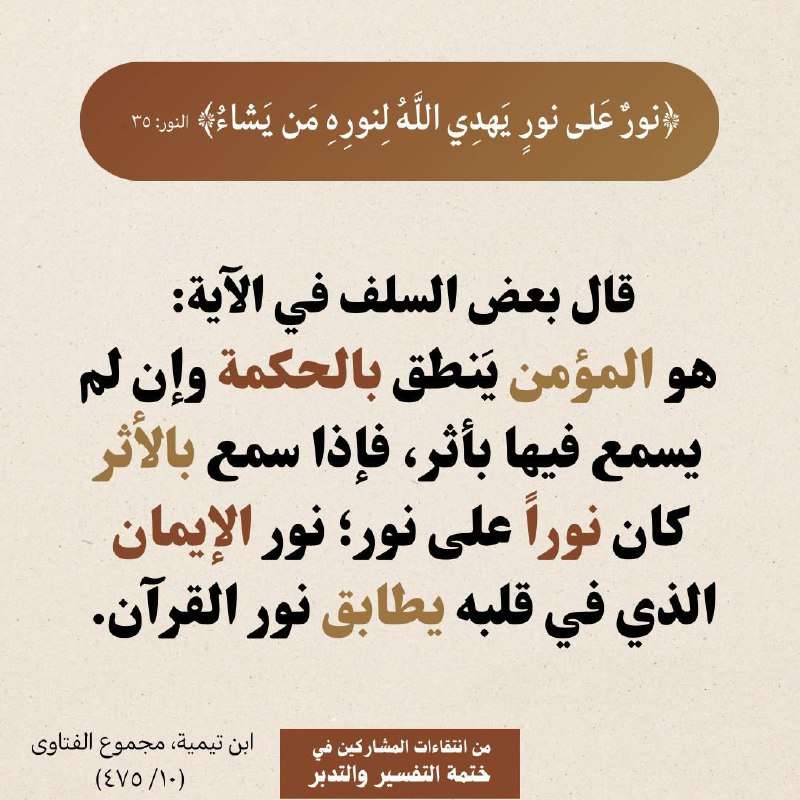 ﴿نورٌ عَلى نورٍ يَهدِي اللَّهُ لِنورِهِ مَن يَشاءُ﴾ النور: ٣٥
قال بعض السلف في الآية:
هو المؤمن يَنطق بالحكمة وإن لم
يسمع فيها بأثر، فإذا سمع بالأثر
كان نوراً على نور؛ نور الإيمان
الذي في قلبه يطابق نور القرآن.
من انتقاءات المشاركين في
ختمة التفسير والتدبر
ابن تيمية، مجموع الفتاوى
(١٠/ ٤٧٥)